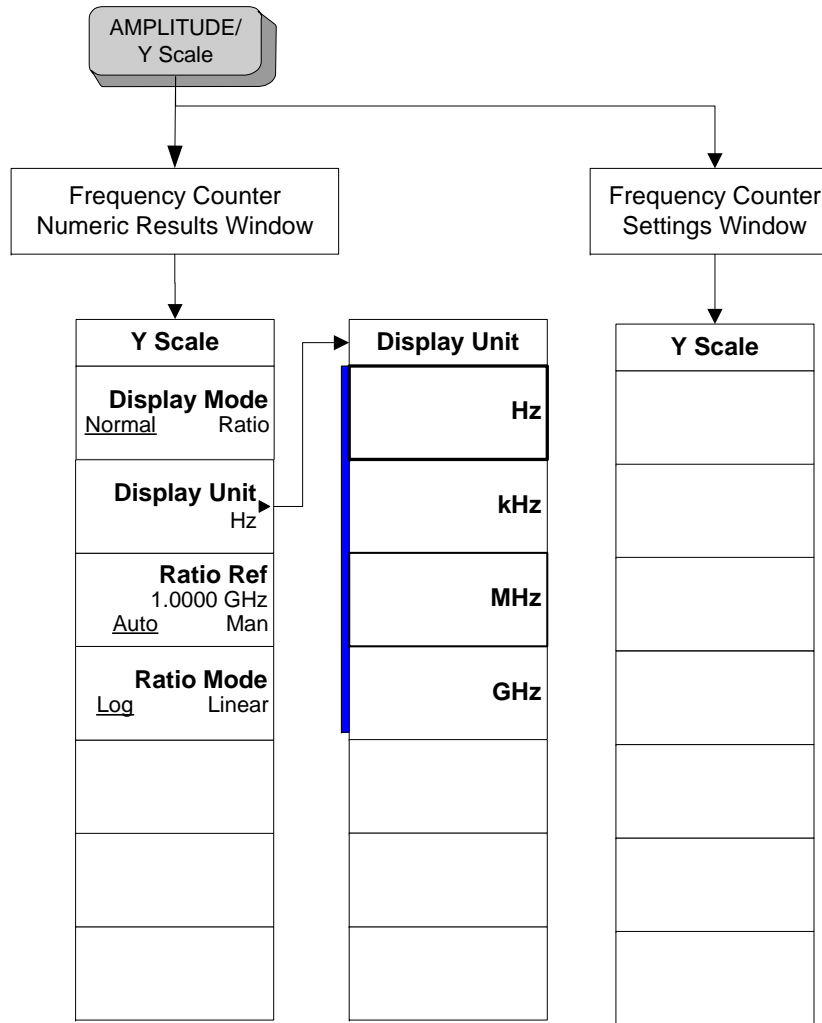 AMPLITUDE/
Y Scale
Frequency Counter
Numeric Results Window
Frequency Counter
Settings Window
Y Scale
Display Mode
Normal Ratio
Display Unit
Hz
Ratio Ref
1.0000 GHz
Auto Man
Ratio Mode
Log Linear
Display Unit
Hz
kHz
MHz
GHz
Y Scale